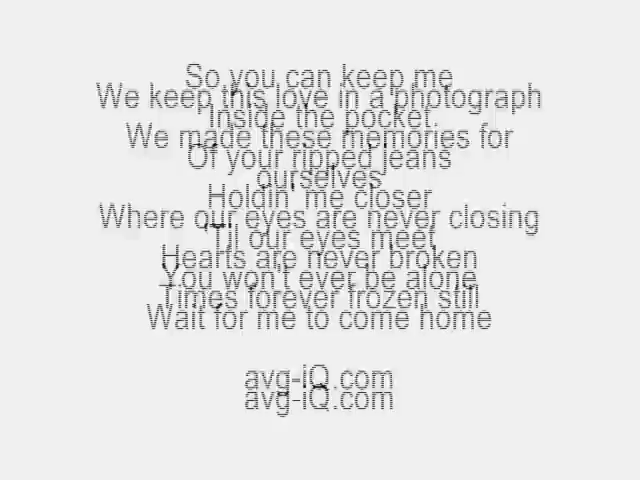 So you can keep me
We keep this love in a photograph
Inside the pocket
We made these memories for
Of your ripped jeans
ourselves
Holdin' me closer
Where our eyes are never closing
'Til our eyes meet
Hearts are never broken
You won't ever be alone
Times forever frozen still
Wait for me to come home
avg-iQ.com
avg-iQ.com